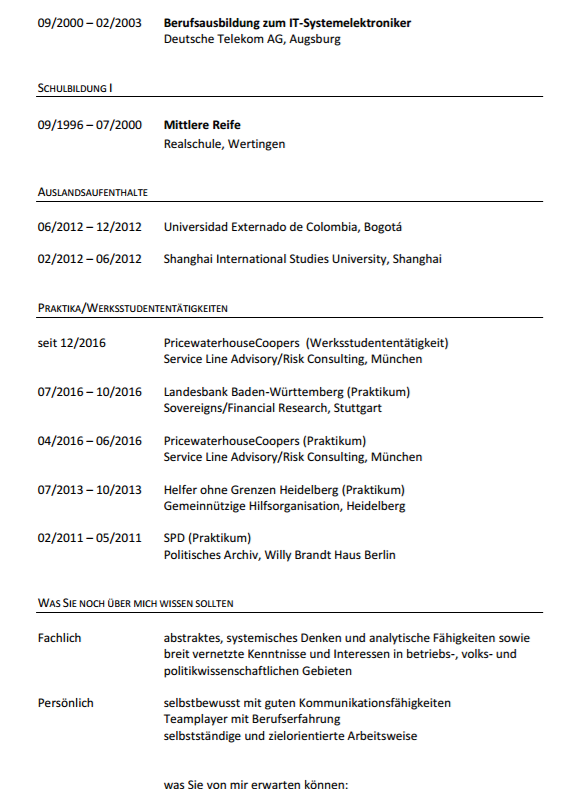 09/2000 – 02/2003 Berufsausbildung zum IT-Systemelektroniker
Deutsche Telekom AG, Augsburg
SCHULBILDUNG I
09/1996 – 07/2000 Mittlere Reife
Realschule, Wertingen
AUSLANDSAUFENTHALTE
06/2012 – 12/2012 Universidad Externado de Colombia, Bogotá
02/2012 – 06/2012 Shanghai International Studies University, Shanghai
PRAKTIKA/WERKSSTUDENTENTÄTIGKEITEN
seit 12/2016 PricewaterhouseCoopers (Werksstudententätigkeit)
Service Line Advisory/Risk Consulting, München
07/2016 – 10/2016 Landesbank Baden-Württemberg (Praktikum)
Sovereigns/Financial Research, Stuttgart
04/2016 – 06/2016 PricewaterhouseCoopers (Praktikum)
Service Line Advisory/Risk Consulting, München
07/2013 – 10/2013 Helfer ohne Grenzen Heidelberg (Praktikum)
Gemeinnützige Hilfsorganisation, Heidelberg
02/2011 – 05/2011 SPD (Praktikum)
Politisches Archiv, Willy Brandt Haus Berlin
WAS SIE NOCH ÜBER MICH WISSEN SOLLTEN
Fachlich abstraktes, systemisches Denken und analytische Fähigkeiten sowie
breit vernetzte Kenntnisse und Interessen in betriebs-, volks- und
politikwissenschaftlichen Gebieten
Persönlich selbstbewusst mit guten Kommunikationsfähigkeiten
Teamplayer mit Berufserfahrung
selbstständige und zielorientierte Arbeitsweise
was Sie von mir erwarten können: